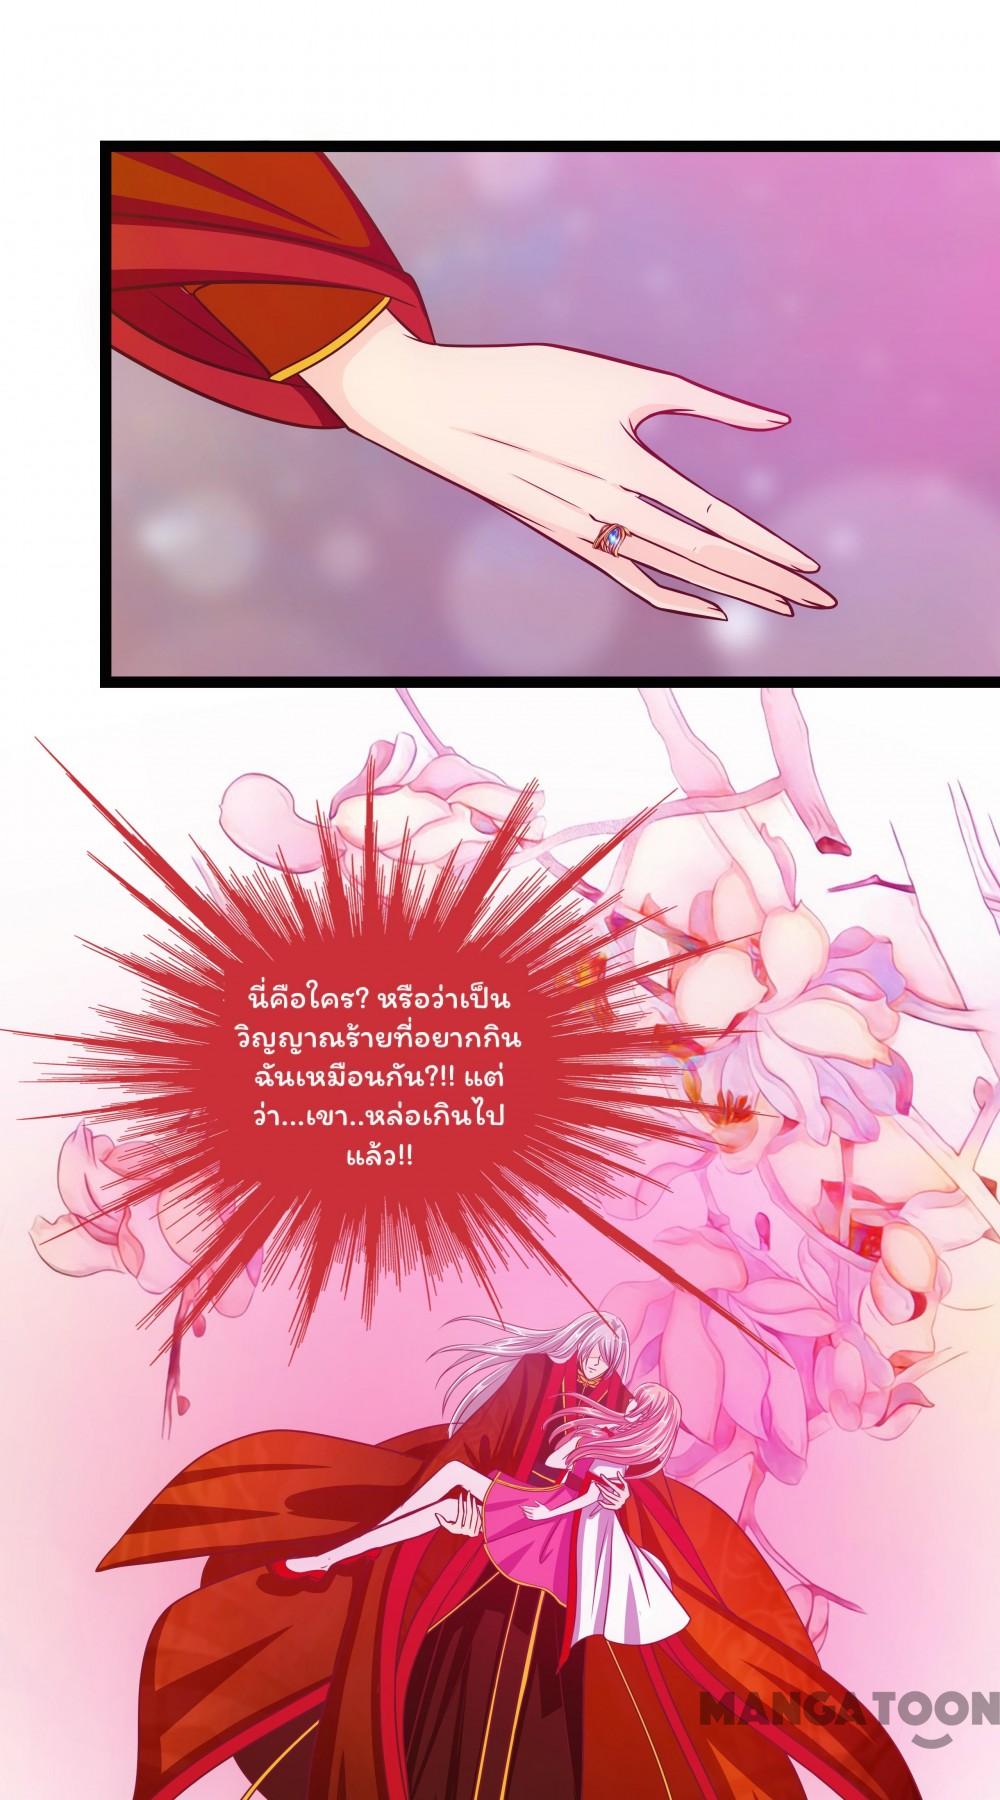 นี่คือใคร? หรือว่าเป็น
วิญญาณร้ายที่อยากกิน
ฉันเหมือนกัน?!! แต่
ว่า...เขา..หล่อเกินไป
แล้ว!!
MANGATOON